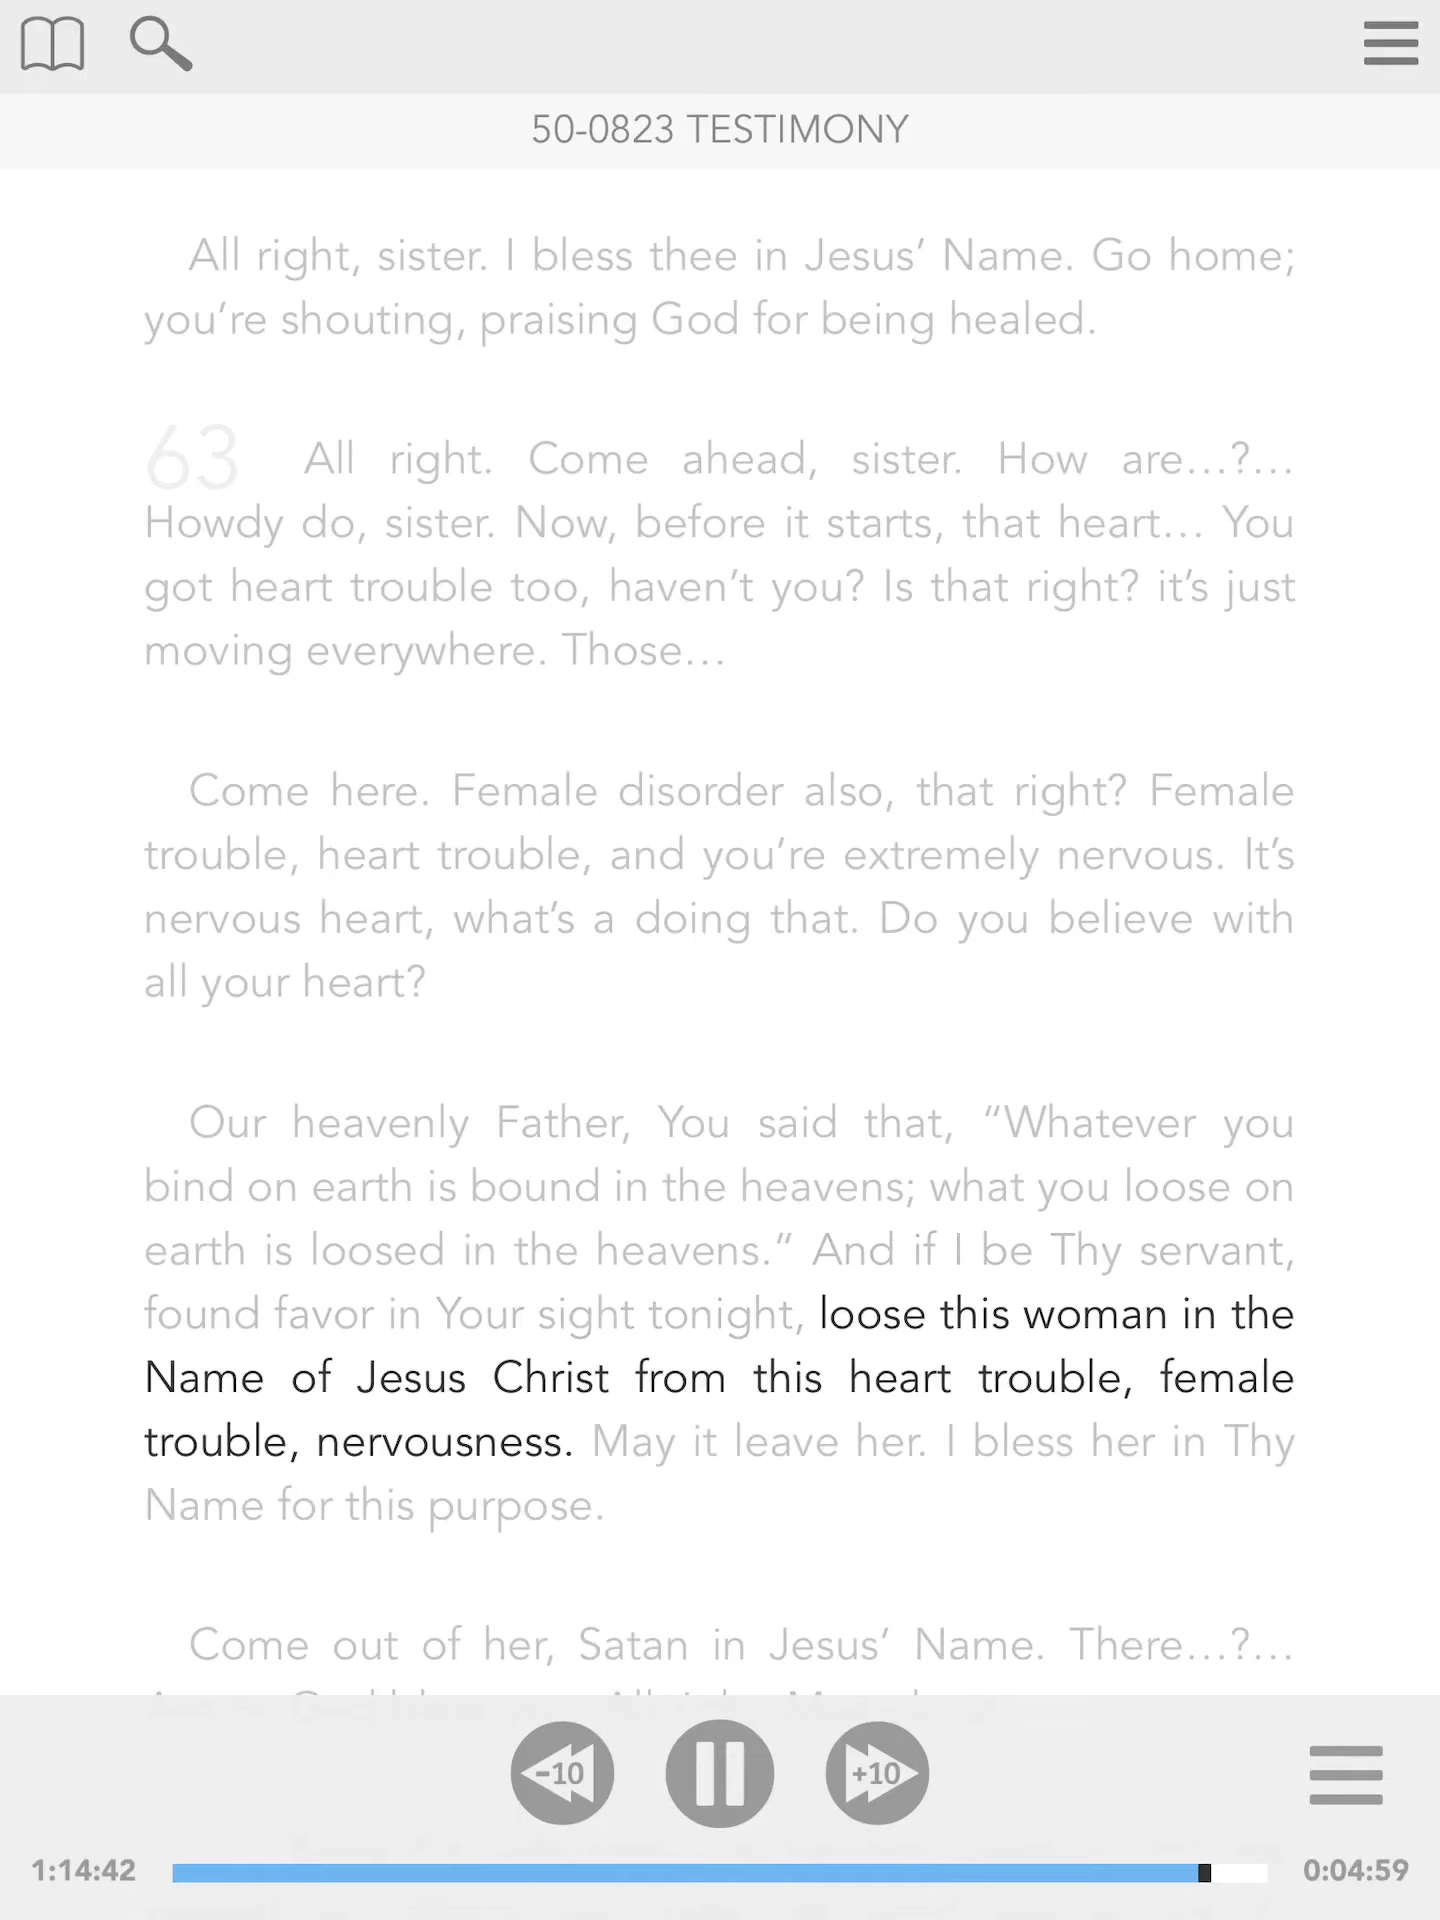 50-0823 TESTIMONY
All right, sister. I bless thee in Jesus’ Name. Go home;
you’re shouting, praising God for being healed.
63 All right. Come ahead, sister. How are…?…
Howdy do, sister. Now, before it starts, that heart… You
got heart trouble too, haven’t you? Is that right? it’s just
moving everywhere. Those…
Come here. Female disorder also, that right? Female
trouble, heart trouble, and you’re extremely nervous. It’s
nervous heart, what’s a doing that. Do you believe with
all your heart?
Our heavenly Father, You said that, “Whatever you
bind on earth is bound in the heavens; what you loose on
earth is loosed in the heavens.” And if I be Thy servant,
found favor in Your sight tonight, loose this woman in the
Name of Jesus Christ from this heart trouble, female
trouble, nervousness. May it leave her. I bless her in Thy
Name for this purpose.
Come out of her, Satan in Jesus’ Name. There…?…
-10 +10
1:14:42 0:04:59